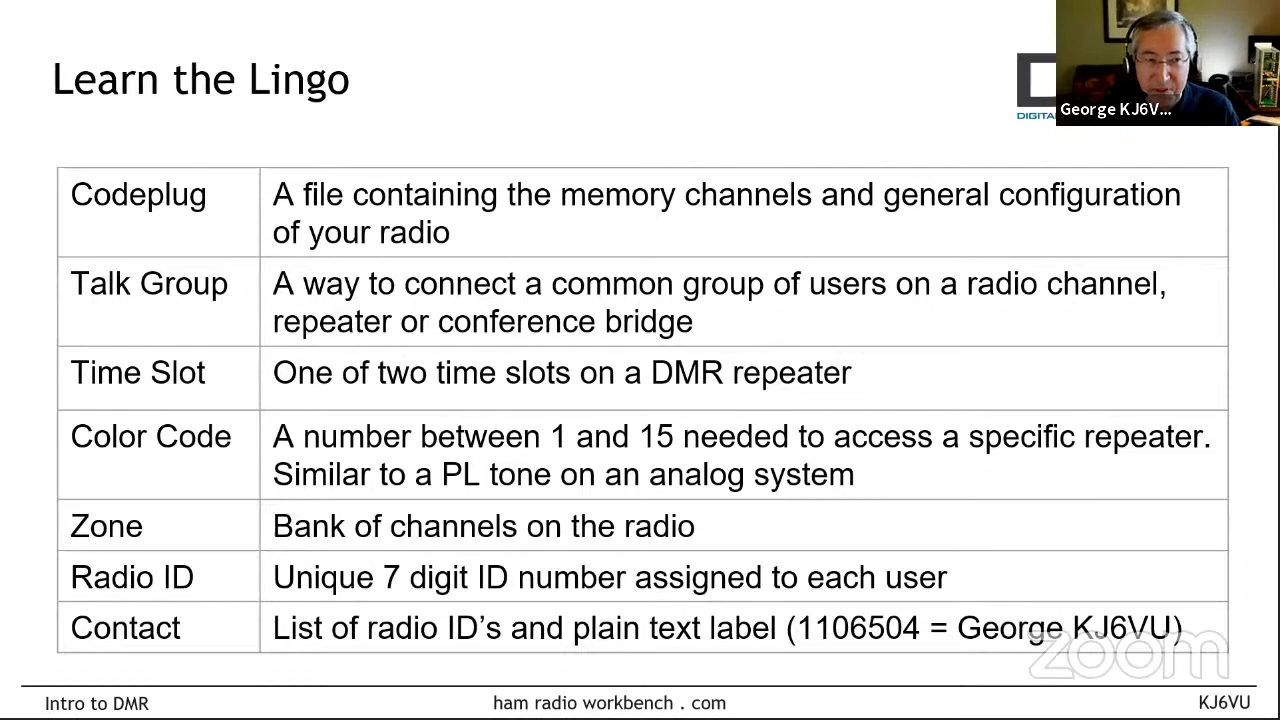 Learn the Lingo
DIGITA
George KJ6V...
Codeplug
A file containing the memory channels and general configuration
of your radio
Talk Group
A way to connect a common group of users on a radio channel,
repeater or conference bridge
Time Slot
One of two time slots on a DMR repeater
Color Code
A number between 1 and 15 needed to access a specific repeater.
Similar to a PL tone on an analog system
Zone
Bank of channels on the radio
Radio ID
Unique 7 digit ID number assigned to each user
Contact
List of radio ID’s and plain text label (1106504 = George KJ6VU)
zoom
Intro to DMR
ham radio workbench . com
KJ6VU